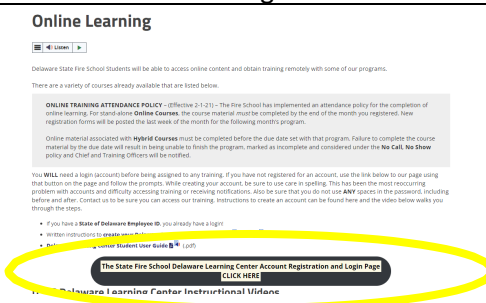 Online Learning
Listen
Delaware State Fire School Students will be able to access online content and obtain training remotely with some of our programs.
There are a variety of courses already available that are listed below.
ONLINE TRAINING ATTENDANCE POLICY – (Effective 2-1-21) – The Fire School has implemented an attendance policy for the completion of
online learning. For stand-alone Online Courses, the course material must be completed by the end of the month you registered. New
registration forms will be posted the last week of the month for the following month's program.
Online material associated with Hybrid Courses must be completed before the due date set with that program. Failure to complete the course
material by the due date will result in being unable to finish the program, marked as incomplete and considered under the No Call, No Show
policy and Chief and Training Officers will be notified.
You WILL need a login (account) before being assigned to any training. If you have not registered for an account, use the link below to our page using
that button on the page and follow the prompts. While creating your account, be sure to use care in spelling. This has been the most reoccurring
problem with accounts and difficulty accessing training or receiving notifications. Also be sure that you do not use ANY spaces in the password, including
before and after. Contact us to be sure you can access our training. Instructions to create an account can be found here and the video below walks you
through the steps.
If you have a State of Delaware Employee ID, you already have a login!
Written instructions to create your
Center Student User Guide (.pdf)
The State Fire School Delaware Learning Center Account Registration and Login Page
CLICK HERE
Delaware Learning Center Instructional Videos